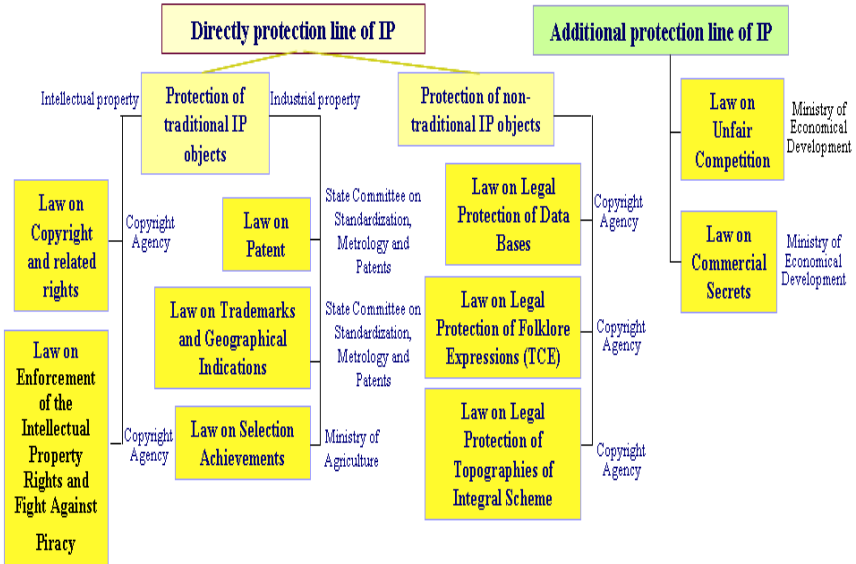 Directly protection line of IP
Additional protection line of IP
Intellectual property
Protection of
traditional IP
objects
Industrial property
Protection of non-
traditional IP objects
Law on
Unfair
Competition
Ministry of
Economical
Development
Law on
Copyright
and related
rights
Copyright
Agency
Law on
Patent
State Committee on
Standardization,
Metrology and
Patents
Law on Legal
Protection of Data
Bases
Copyright
Agency
Law on
Commercial
Secrets
Ministry of
Economical
Development
Law on Trademarks
and Geographical
Indications
State Committee on
Standardization,
Metrology and
Patents
Law on Legal
Protection of Folklore
Expressions (TCE)
Copyright
Agency
Law on
Enforcement
of the
Intellectual
Property
Rights and
Fight Against
Piracy
Copyright
Agency
Law on Selection
Achievements
Ministry of
Agriculture
Law on Legal
Protection of
Topographies of
Integral Scheme
Copyright
Agency